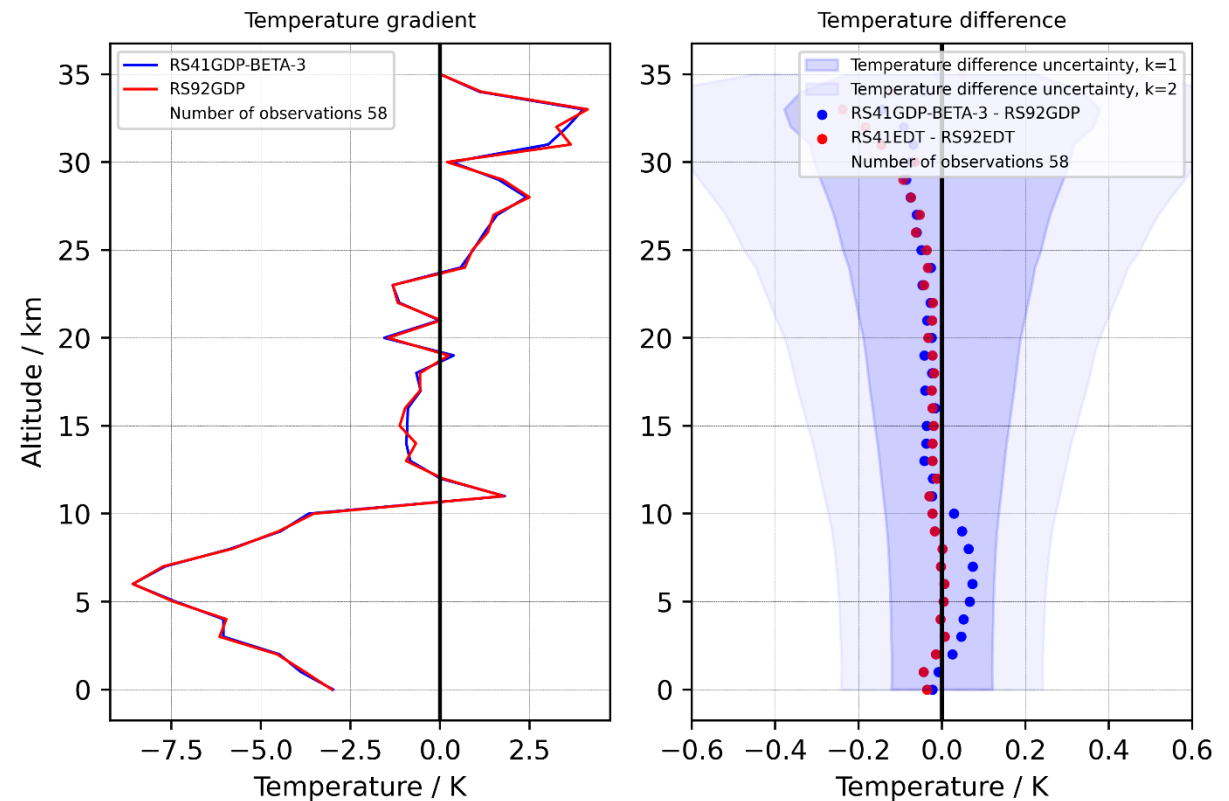 Temperature gradient
RS41GDP-BETA-3
RS92GDP
Number of observations 58
35
30
25
20
15
10
5
0
Altitude / km
−7.5 −5.0 −2.5 0.0 2.5
Temperature / K
Temperature difference
Temperature difference uncertainty, k=1
Temperature difference uncertainty, k=2
RS41GDP-BETA-3 - RS92GDP
RS41EDT - RS92EDT
Number of observations 58
35
30
25
20
15
10
5
0
−0.6 −0.4 −0.2 0.0 0.2 0.4 0.6
Temperature / K